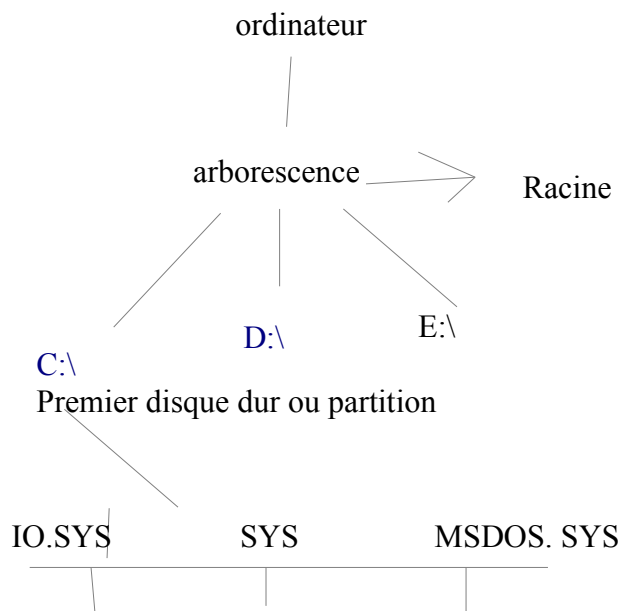 ordinateur
arborescence
Racine
C:\
D:\
E:\
Premier disque dur ou partition
IO.SYS
SYS
MSDOS. SYS